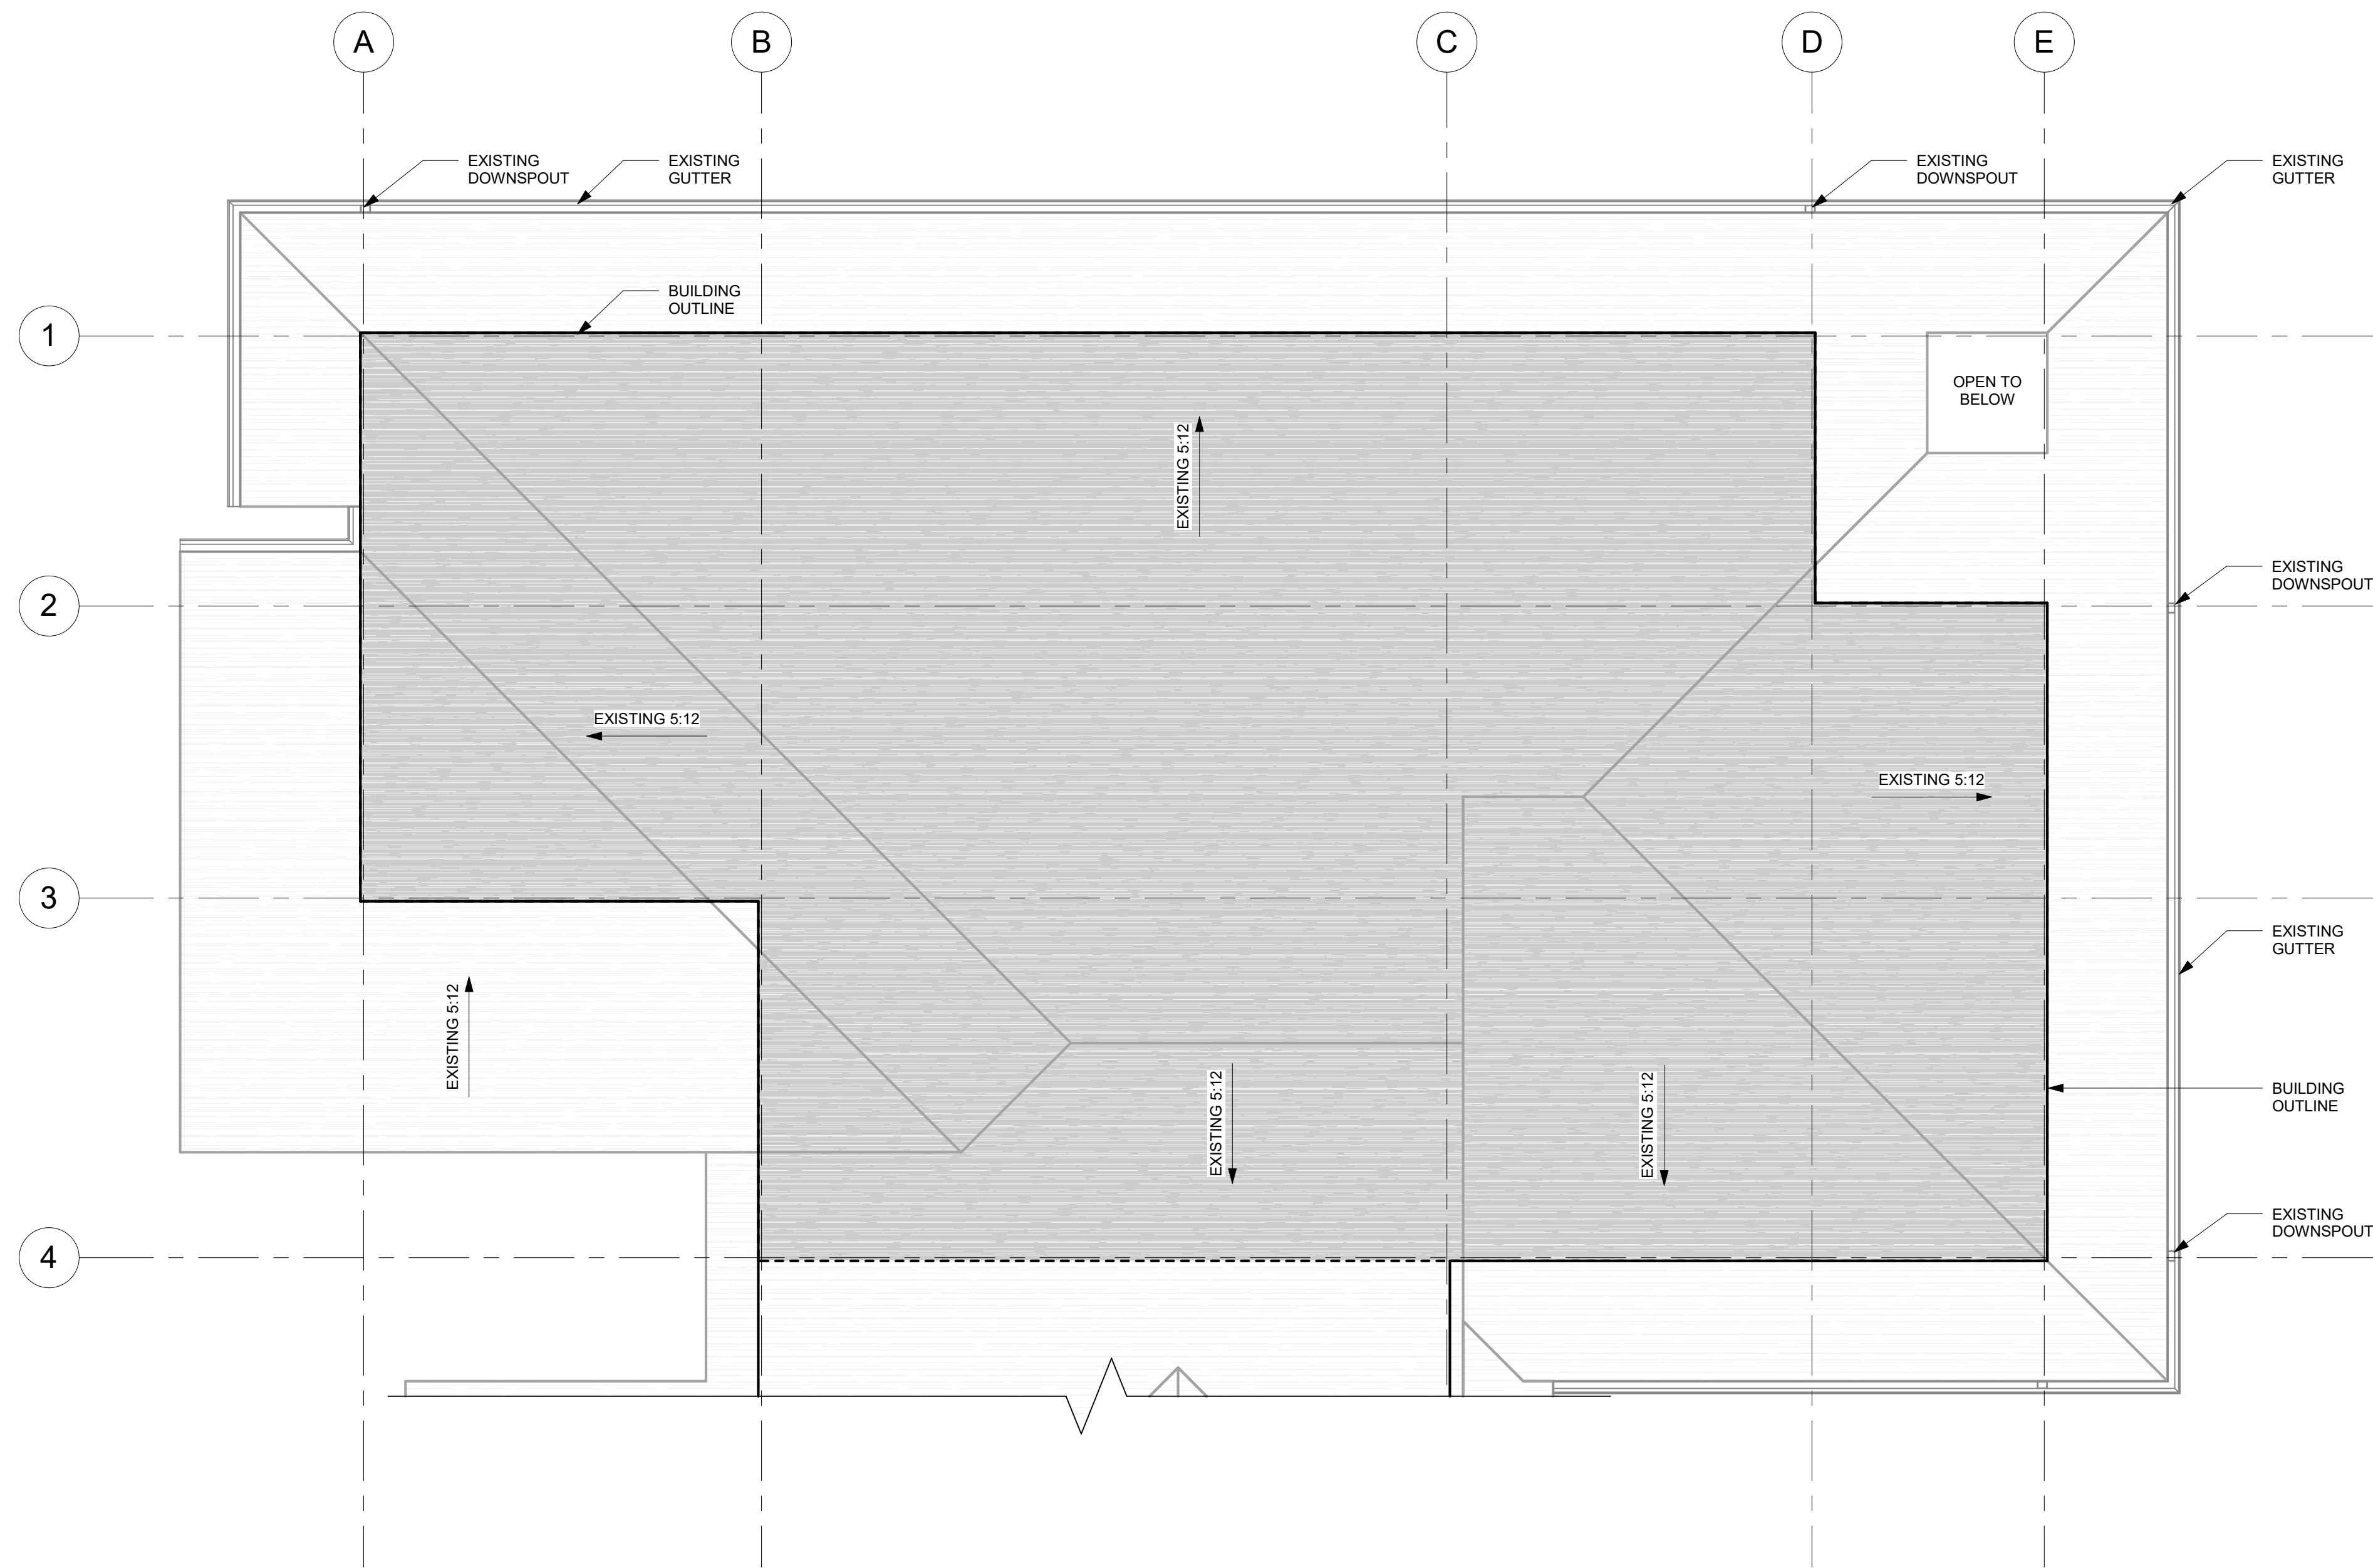 A
B
C
D
E
EXISTING
DOWNSPOUT
EXISTING
GUTTER
EXISTING
DOWNSPOUT
EXISTING
GUTTER
BUILDING
OUTLINE
1
OPEN TO
BELOW
EXISTING 5:12
EXISTING
DOWNSPOUT
2
EXISTING 5:12
EXISTING 5:12
3
EXISTING
GUTTER
EXISTING 5:12
EXISTING 5:12
EXISTING 5:12
BUILDING
OUTLINE
EXISTING
DOWNSPOUT
4